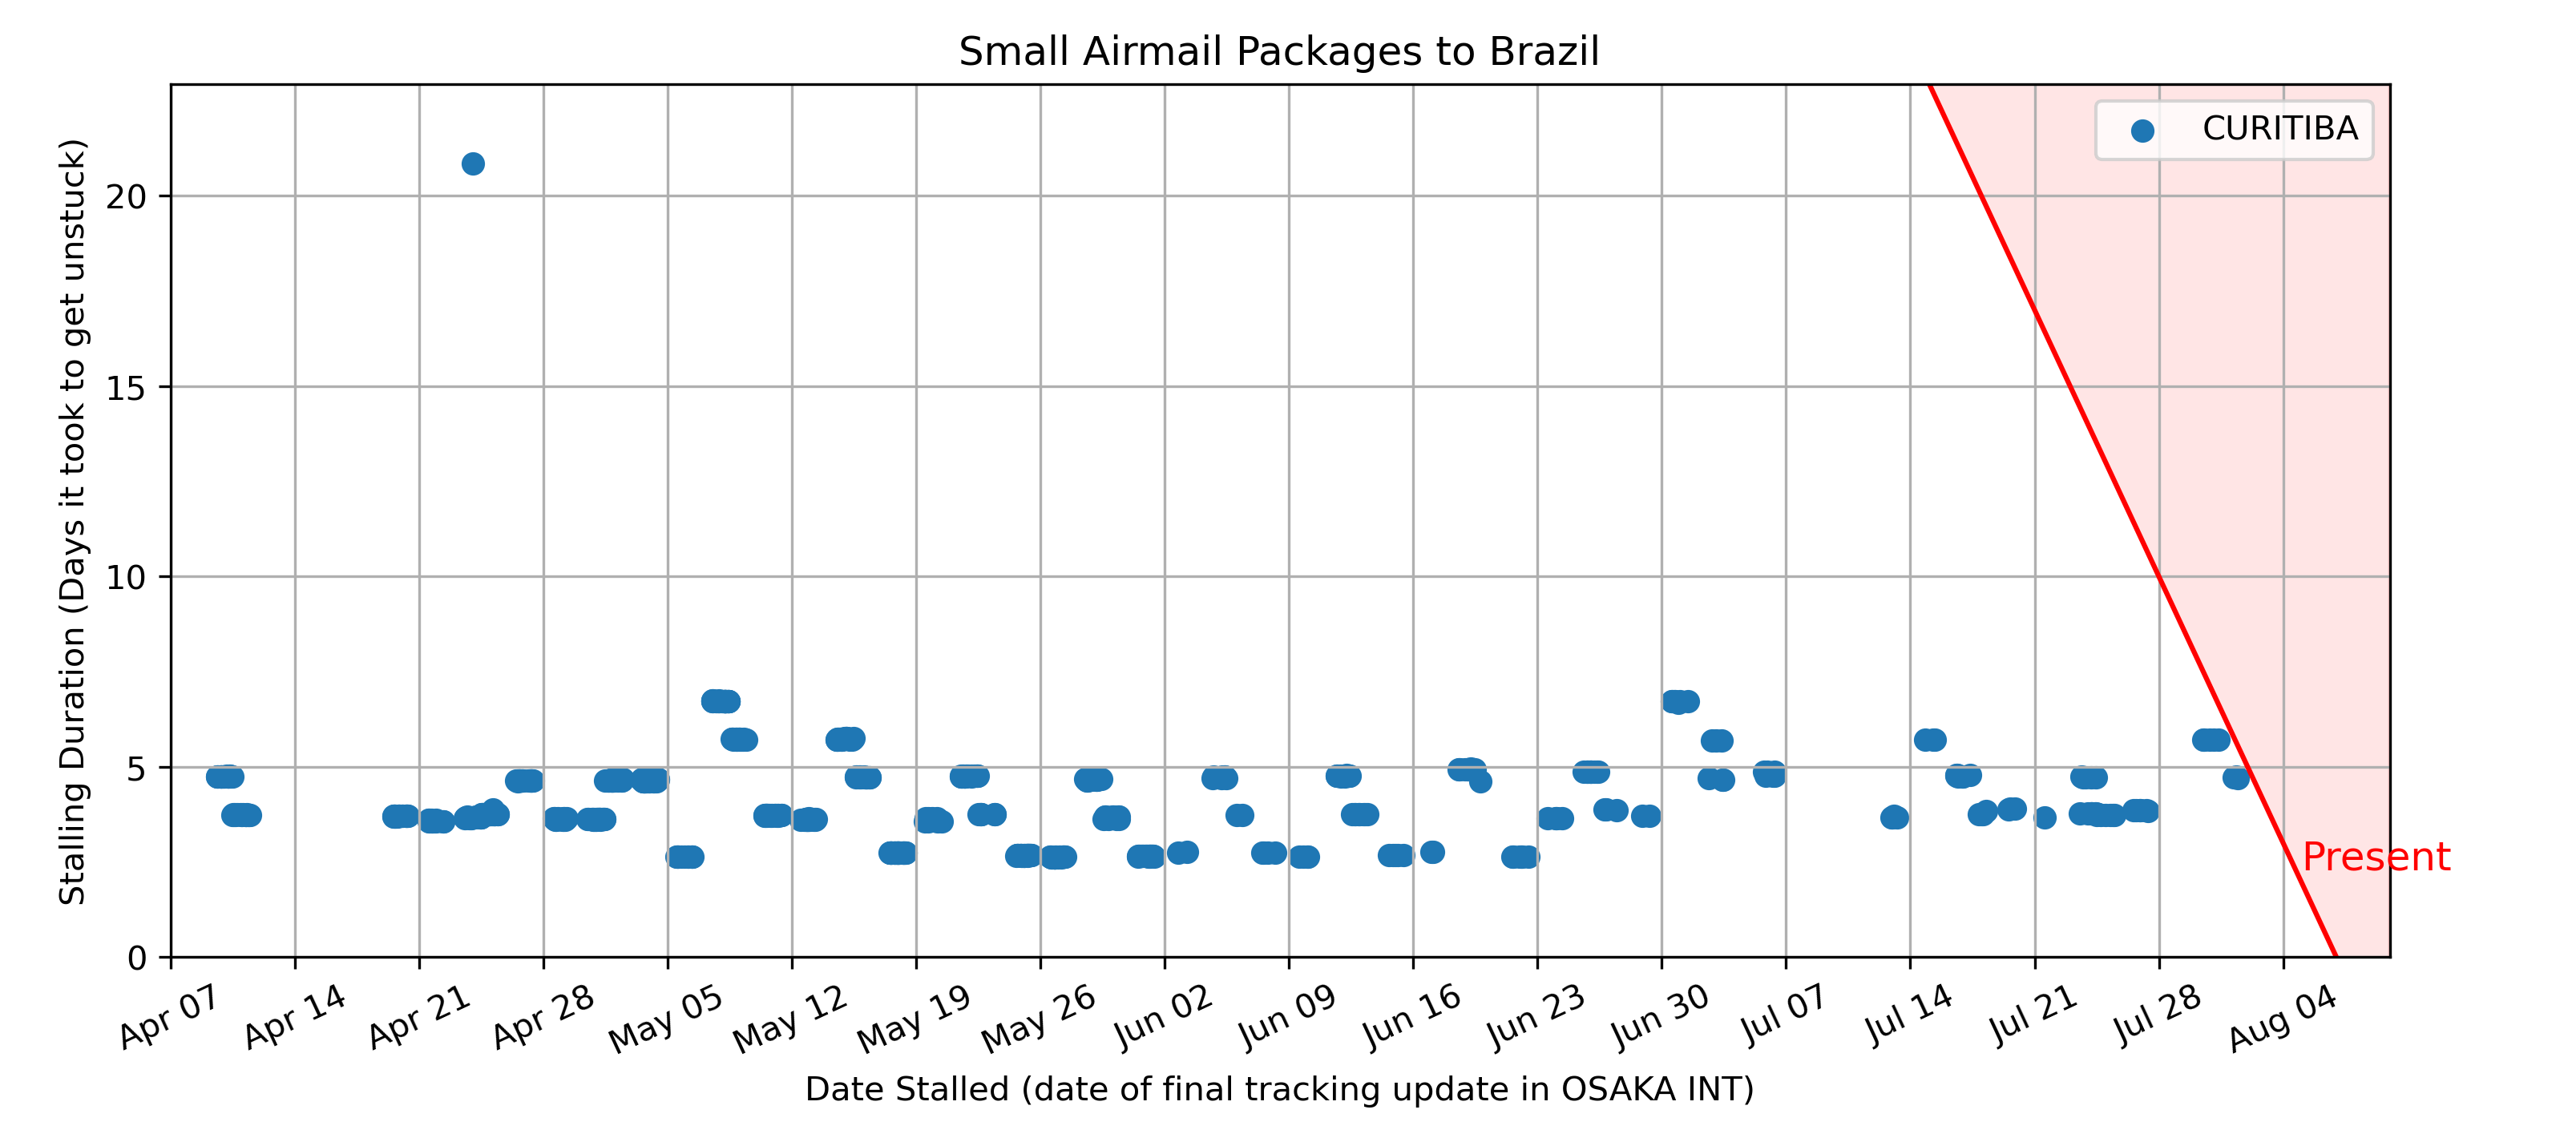 Small Airmail Packages to Brazil
CURITIBA
Stalling Duration (Days it took to get unstuck)
20
15
10
5
0
Present
Apr 07
Apr 14
Apr 21
Apr 28
May 05
May 12
May 19
May 26
Jun 02
Jun 09
Jun 16
Jun 23
Jun 30
Jul 07
Jul 14
Jul 21
Jul 28
Aug 04
Date Stalled (date of final tracking update in OSAKA INT)